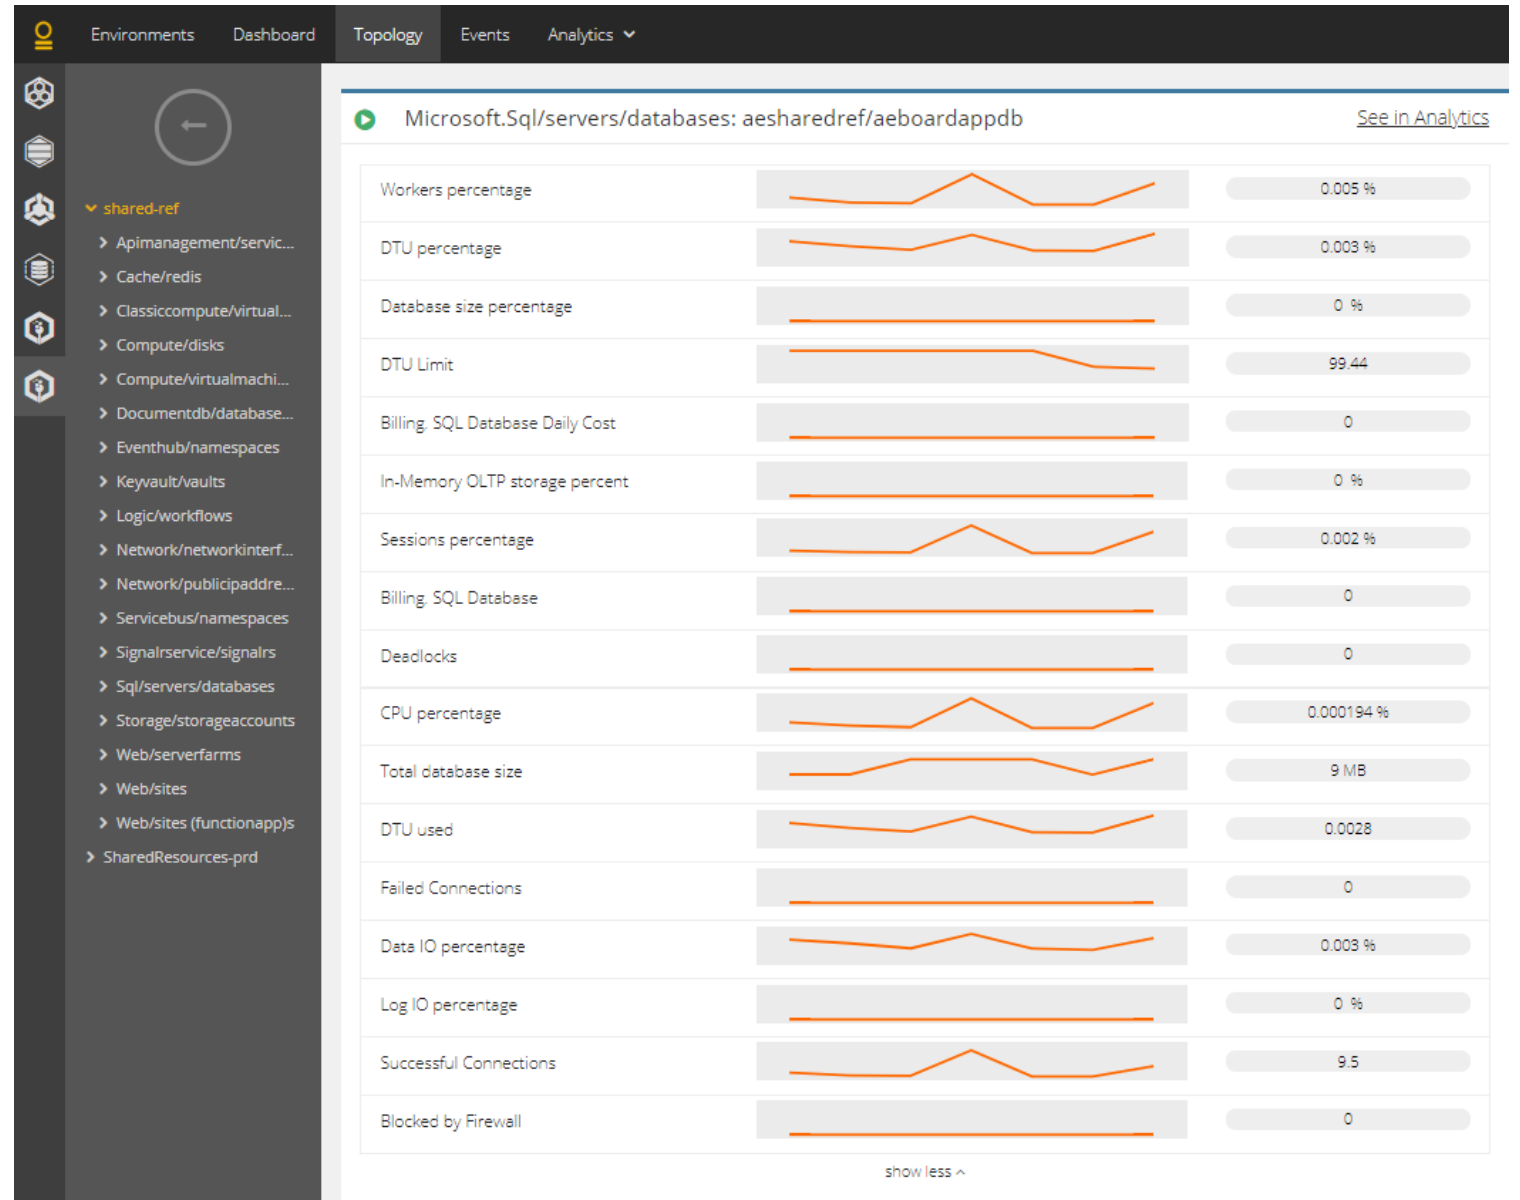 Environments Dashboard Topology Events Analytics
Microsoft.Sql/servers/databases: aesharedref/aeboardappdb See in Analytics
shared-ref
Apimanagement/servic...
Cache/redis
Classiccompute/virtual...
Compute/disks
Compute/virtualmachi...
Documentdb/database...
Eventhub/namespaces
Keyvault/vaults
Logic/workflows
Network/networkinterf...
Network/publicipaddre...
Servicebus/namespaces
Signalrservice/signalrs
Sql/servers/databases
Storage/storageaccounts
Web/serverfarms
Web/sites
Web/sites (functionapp)s
SharedResources-prd
Workers percentage 0.005 %
DTU percentage 0.003 %
Database size percentage 0 %
DTU Limit 99.44
Billing. SQL Database Daily Cost 0
In-Memory OLTP storage percent 0 %
Sessions percentage 0.002 %
Billing. SQL Database 0
Deadlocks 0
CPU percentage 0.000194 %
Total database size 9 MB
DTU used 0.0028
Failed Connections 0
Data IO percentage 0.003 %
Log IO percentage 0 %
Successful Connections 9.5
Blocked by Firewall 0
show less